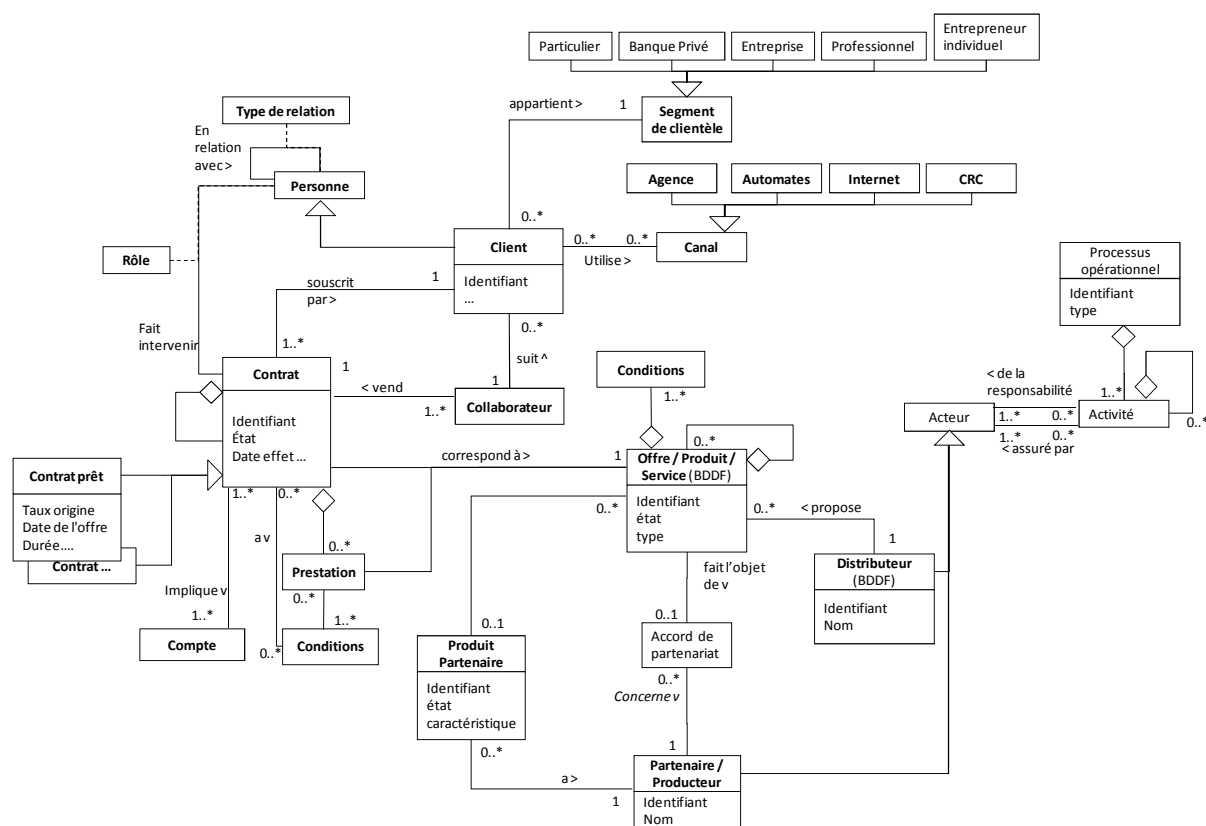 Particulier
Banque Privé
Entreprise
Professionnel
Entrepreneur
individuel
appartient >
1
Segment
de clientèle
Type de relation
En
relation
avec >
Personne
Agence
Automates
Internet
CRC
0..*
Client
Identifiant
...
0..*
0..*
Utilise >
Canal
Rôle
souscrit
par >
1
Processus
opérationnel
Identifiant
type
Fait
intervenir
1..*
0..*
suit ^
1
Contrat
Identifiant
État
Date effet ...
1
< vend
1..*
Collaborateur
Conditions
1..*
< de la
responsabilité
1..*
Acteur
1..*
0..*
Activité
0..*
1..*
0..*
< assuré par
correspond à >
1
0..*
Offre / Produit /
Service (BDDF)
Identifiant
état
type
0..*
0..*
< propose
1
Contrat prêt
Taux origine
Date de l'offre
Durée....
Contrat ...
1..*
0..*
a v
0..*
Prestation
0..*
1..*
Implique v
1..*
Compte
0..*
Conditions
fait l'objet
de v
0..1
Accord de
partenariat
0..*
Concerne v
1
Distributeur
(BDDF)
Identifiant
Nom
0..1
Produit
Partenaire
Identifiant
état
caractéristique
0..*
a >
1
Partenaire /
Producteur
Identifiant
Nom